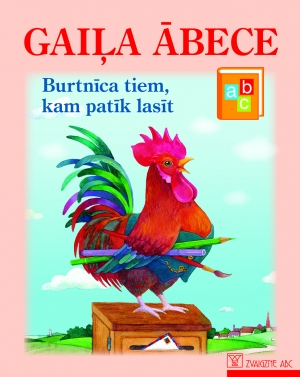 GAIĻA ĀBECE
Burtnīca tiem,
kam patīk lasīt
a b
c
ZVAIGZNE ABC